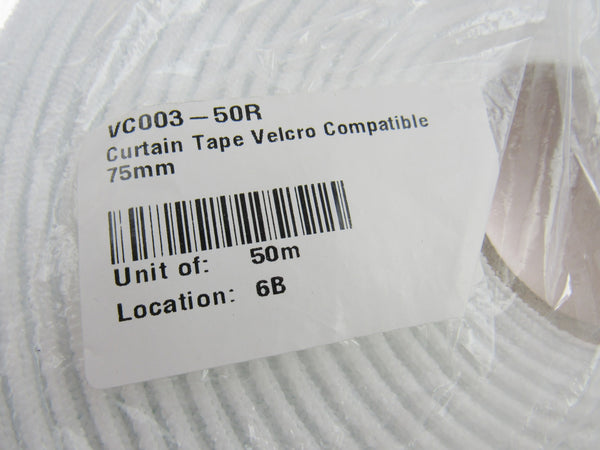 VC003-50R
Curtain Tape Velcro Compatible
75mm
Unit of: 50m
Location: 6B